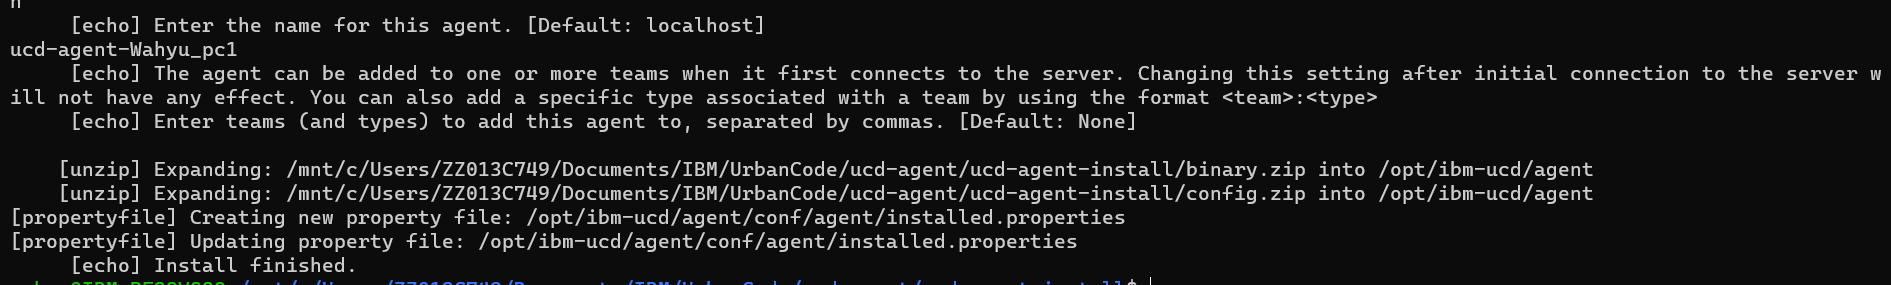 n
[echo] Enter the name for this agent. [Default: localhost]
ucd-agent-Wahyu_pc1
[echo] The agent can be added to one or more teams when it first connects to the server. Changing this setting after initial connection to the server w
ill not have any effect. You can also add a specific type associated with a team by using the format <team>:<type>
[echo] Enter teams (and types) to add this agent to, separated by commas. [Default: None]
[unzip] Expanding: /mnt/c/Users/ZZ013C749/Documents/IBM/UrbanCode/ucd-agent/ucd-agent-install/binary.zip into /opt/ibm-ucd/agent
[unzip] Expanding: /mnt/c/Users/ZZ013C749/Documents/IBM/UrbanCode/ucd-agent/ucd-agent-install/config.zip into /opt/ibm-ucd/agent
[propertyfile] Creating new property file: /opt/ibm-ucd/agent/conf/agent/installed.properties
[propertyfile] Updating property file: /opt/ibm-ucd/agent/conf/agent/installed.properties
[echo] Install finished.